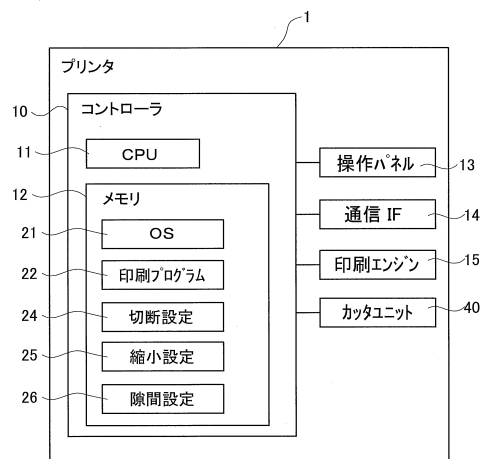 1
プリンタ
10
コントローラ
11
CPU
12
メモリ
21
OS
22
印刷プログラム
24
切断設定
25
縮小設定
26
隙間設定
操作パネル
13
通信 IF
14
印刷エンジン
15
カッタユニット
40